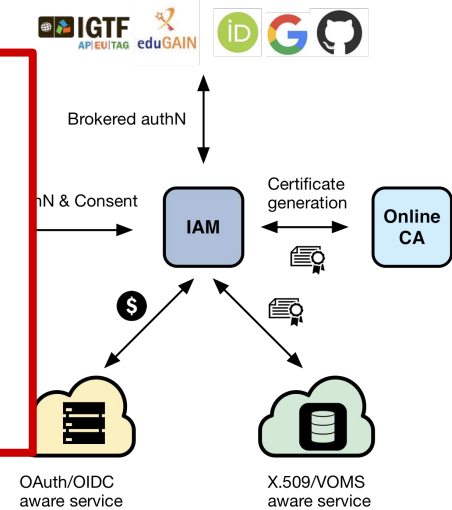 IGTF
AP|EU|TAG
eduGAIN
iD
G
Brokered authN
nN & Consent
Certificate
generation
IAM
Online
CA
$
OAuth/OIDC
aware service
X.509/VOMS
aware service